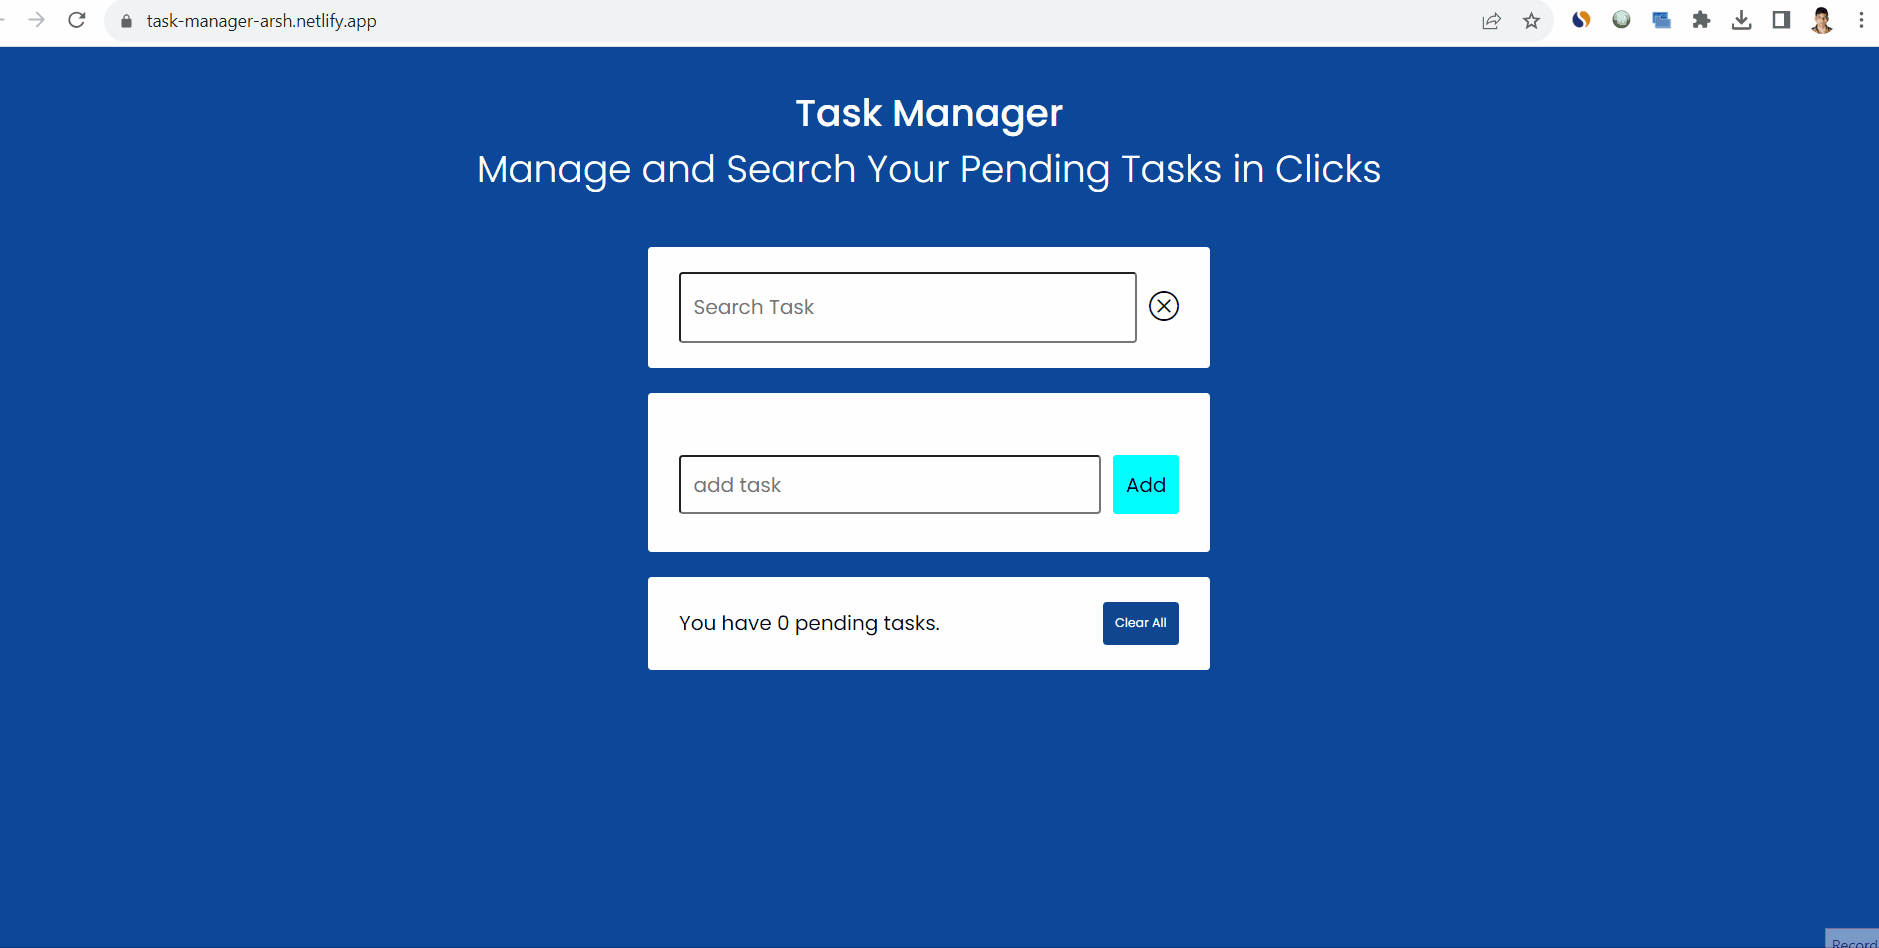 task-manager-arsh.netlify.app
Task Manager
Manage and Search Your Pending Tasks in Clicks
Search Task
add task
Add
You have 0 pending tasks.
Clear All
Record